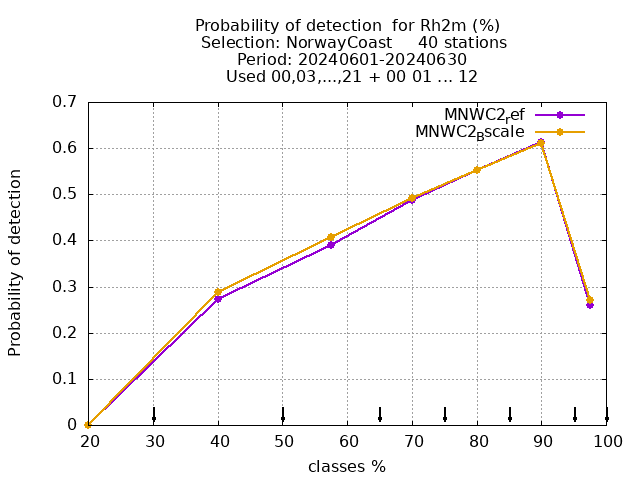 Probability of detection  for Rh2m (%)
Selection: NorwayCoast     40 stations
Period: 20240601-20240630
Used 00,03,...,21 + 00 01 ... 12
MNWC2ref
MNWC2Bscale
Probability of detection
0.7
0.6
0.5
0.4
0.3
0.2
0.1
0
20 30 40 50 60 70 80 90 100
classes %